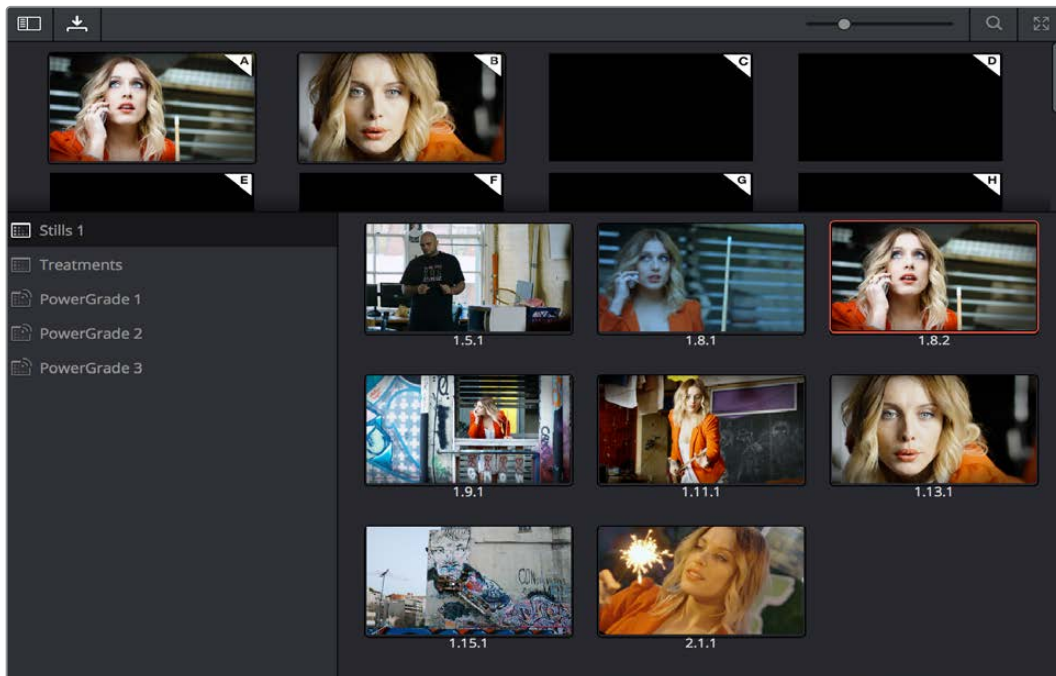 A
B
C
D
E
F
G
H
Stills 1
Treatments
PowerGrade 1
PowerGrade 2
PowerGrade 3
1.5.1
1.8.1
1.8.2
1.9.1
1.11.1
1.13.1
1.15.1
2.1.1